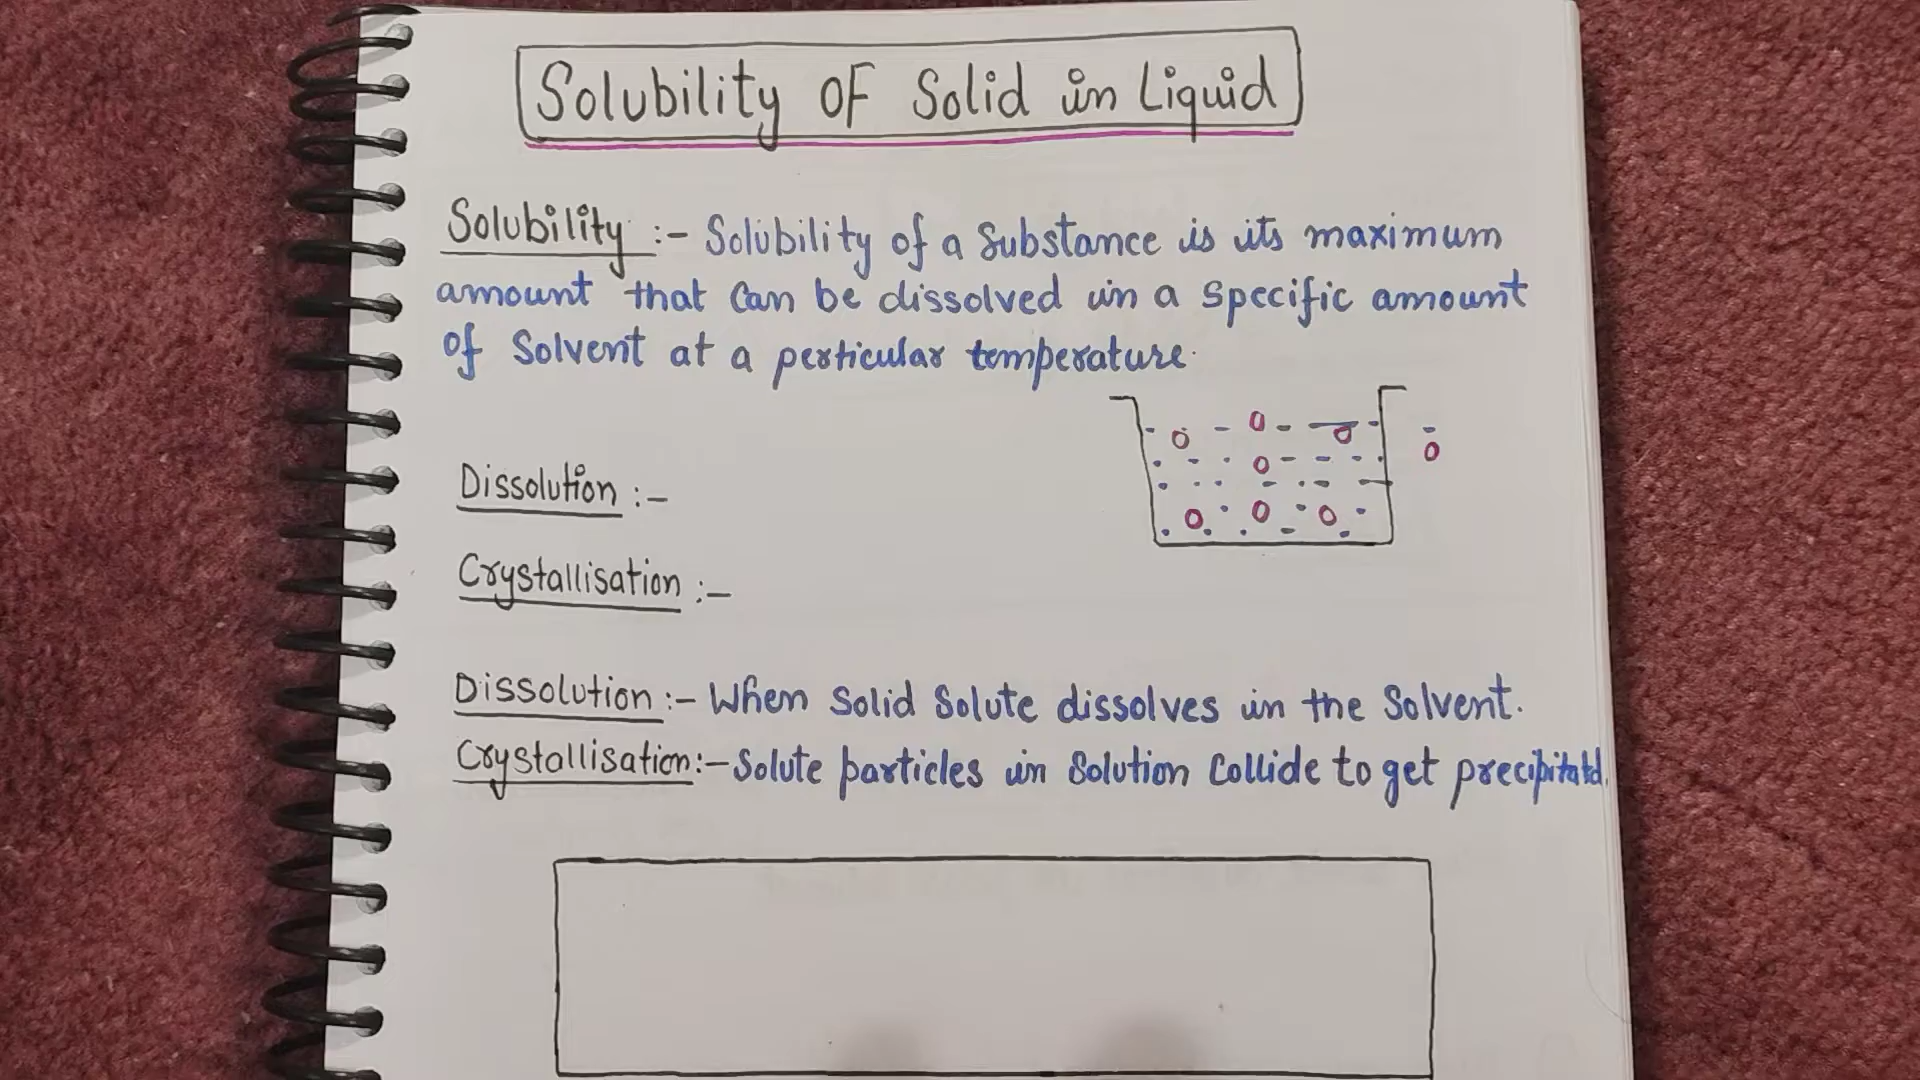 Solubility OF Solid in Liquid
Solubility :- Solubility of a Substance is its maximum
amount that Can be dissolved in a Specific amount
of Solvent at a perticular temperature.
Dissolution :-
Crystallisation :-
Dissolution :- When Solid Solute dissolves in the Solvent.
Crystallisation :- Solute particles in Solution Collide to get precipitatd.